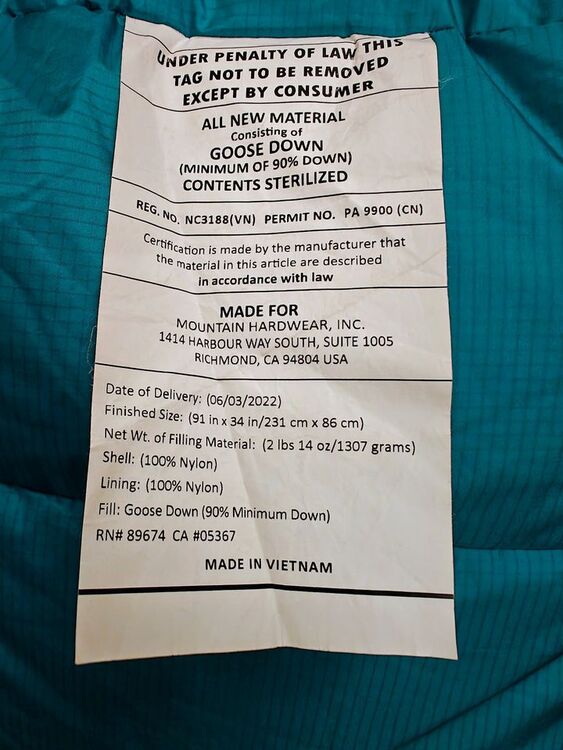 UNDER PENALTY OF LAW THIS
TAG NOT TO BE REMOVED
EXCEPT BY CONSUMER
ALL NEW MATERIAL
Consisting of
GOOSE DOWN
(MINIMUM OF 90% DOWN)
CONTENTS STERILIZED
REG. NO. NC3188(VN) PERMIT NO. PA 9900 (CN)
Certification is made by the manufacturer that
the material in this article are described
in accordance with law
MADE FOR
MOUNTAIN HARDWEAR, INC.
1414 HARBOUR WAY SOUTH, SUITE 1005
RICHMOND, CA 94804 USA
Date of Delivery: (06/03/2022)
Finished Size: (91 in x 34 in/231 cm x 86 cm)
Net Wt. of Filling Material: (2 lbs 14 oz/1307 grams)
Shell: (100% Nylon)
Lining: (100% Nylon)
Fill: Goose Down (90% Minimum Down)
RN# 89674 CA #05367
MADE IN VIETNAM